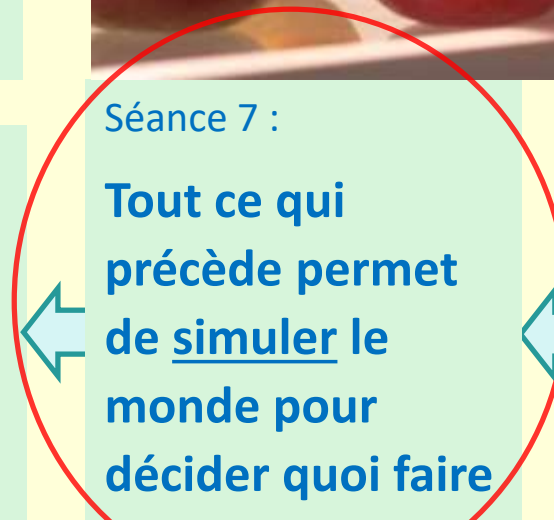 Séance 7 :
Tout ce qui
précède permet
de simuler le
monde pour
décider quoi faire